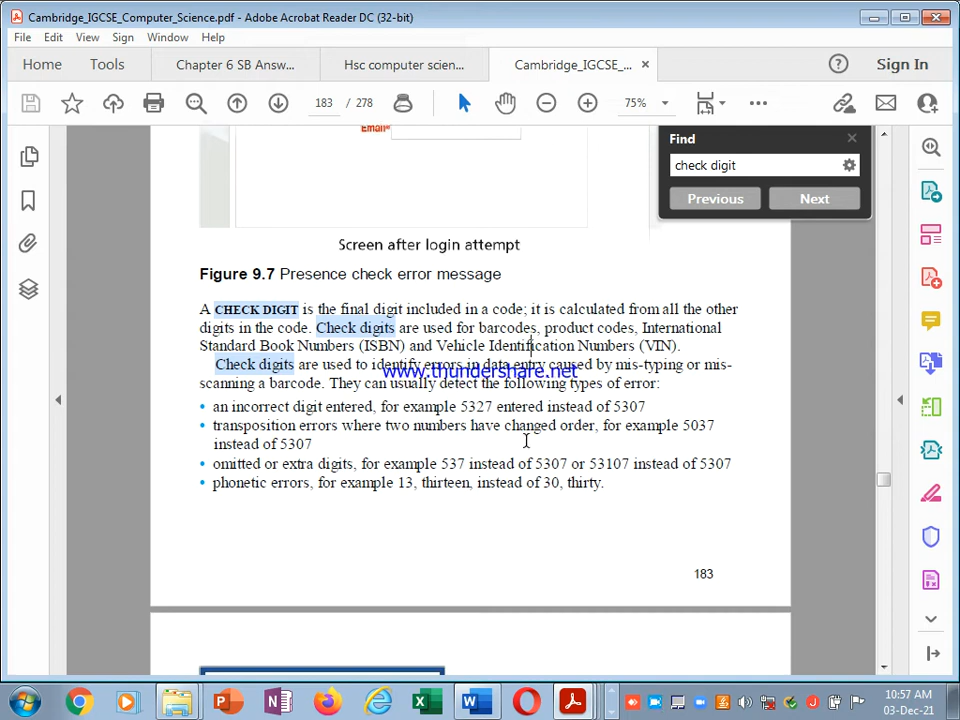 Cambridge_IGCSE_Computer_Science.pdf - Adobe Acrobat Reader DC (32-bit)
File Edit View Sign Window Help
Home Tools Chapter 6 SB Answ... Hsc computer scien... Cambridge_IGCSE_... × Sign In
183 / 278 75%
Email*
Find
check digit
Previous Next
Screen after login attempt
Figure 9.7 Presence check error message
A CHECK DIGIT is the final digit included in a code; it is calculated from all the other
digits in the code. Check digits are used for barcodes, product codes, International
Standard Book Numbers (ISBN) and Vehicle Identification Numbers (VIN).
Check digits are used to identify errors in data entry caused by mis-typing or mis-
www.thundershare.net
scanning a barcode. They can usually detect the following types of error:
• an incorrect digit entered, for example 5327 entered instead of 5307
• transposition errors where two numbers have changed order, for example 5037
instead of 5307
• omitted or extra digits, for example 537 instead of 5307 or 53107 instead of 5307
• phonetic errors, for example 13, thirteen, instead of 30, thirty.
183
10:57 AM
03-Dec-21